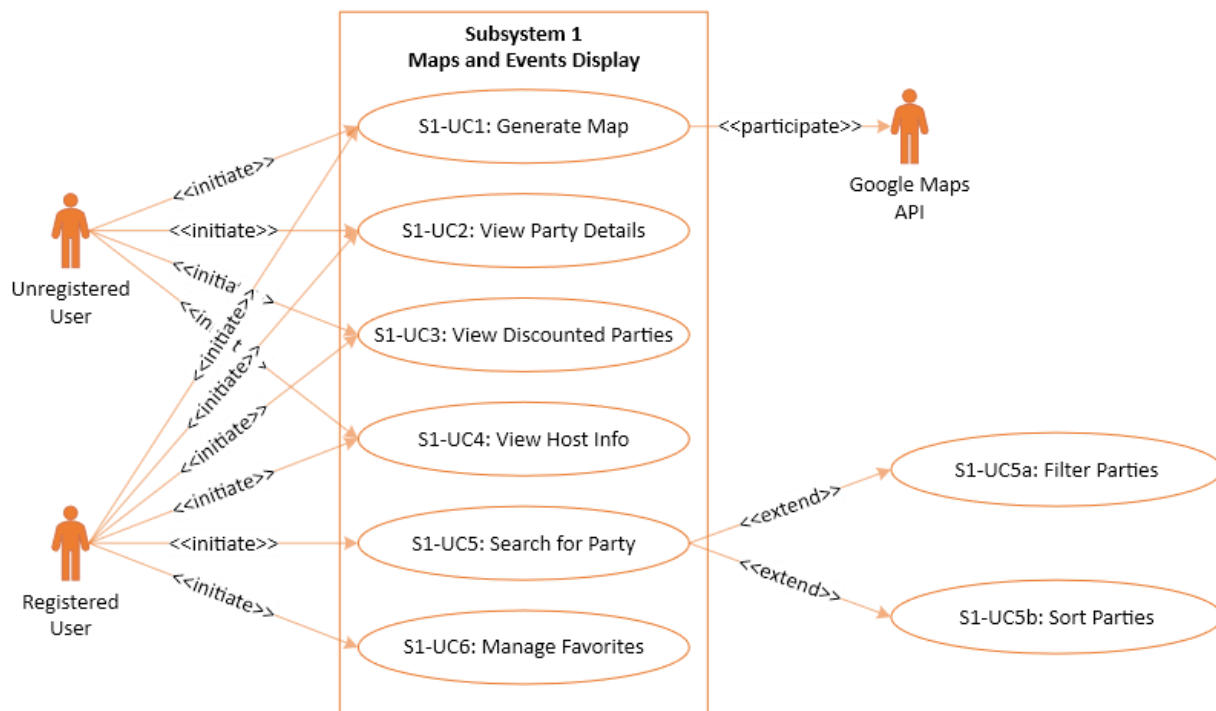 Subsystem 1
Maps and Events Display
S1-UC1: Generate Map
<<participate>>
Google Maps
API
<<initiate>>
<<initiate>>
S1-UC2: View Party Details
Unregistered
User
<<initia
<<in
S1-UC3: View Discounted Parties
<<initiate>>
<<initiate>>
<<initiate>>
S1-UC4: View Host Info
<<initiate>>
S1-UC5a: Filter Parties
<<extend>>
Registered
User
<<initiate>>
S1-UC5: Search for Party
<<extend>>
S1-UC5b: Sort Parties
<<initiate>>
S1-UC6: Manage Favorites